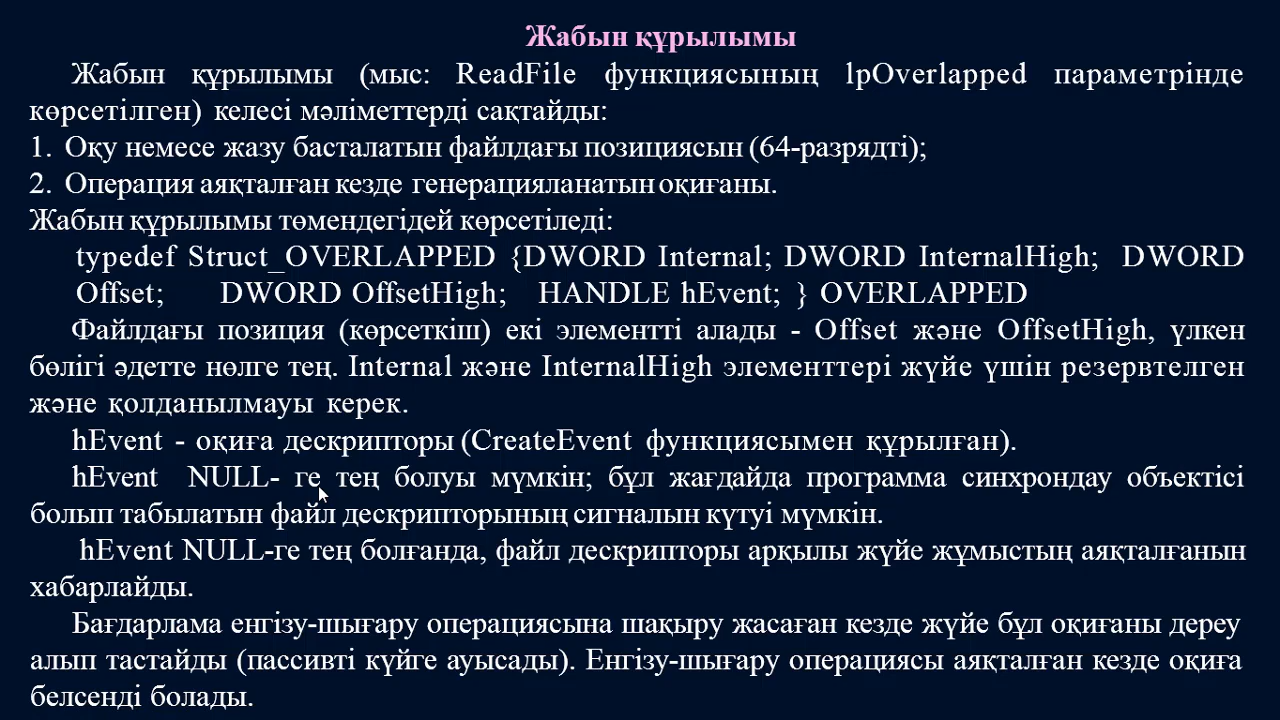 Жабын құрылымы
Жабын құрылымы (мыс: ReadFile функциясының lpOverlapped параметрінде
көрсетілген) келесі мәліметтерді сақтайды:
1. Оқу немесе жазу басталатын файлдағы позициясын (64-разрядті);
2. Операция аяқталған кезде генерацияланатын оқиғаны.
Жабын құрылымы төмендегідей көрсетіледі:
typedef Struct_OVERLAPPED {DWORD Internal; DWORD InternalHigh; DWORD
Offset; DWORD OffsetHigh; HANDLE hEvent; } OVERLAPPED
Файлдағы позиция (көрсеткіш) екі элементті алады - Offset және OffsetHigh, үлкен
бөлігі әдетте нөлге тең. Internal және InternalHigh элементтері жүйе үшін резервтелген
және қолданылмауы керек.
hEvent - оқиға дескрипторы (CreateEvent функциясымен құрылған).
hEvent NULL- ге тең болуы мүмкін; бұл жағдайда программа синхрондау объектісі
болып табылатын файл дескрипторының сигналын күтуі мүмкін.
hEvent NULL-ге тең болғанда, файл дескрипторы арқылы жүйе жұмыстың аяқталғанын
хабарлайды.
Бағдарлама енгізу-шығару операциясына шақыру жасаған кезде жүйе бұл оқиғаны дереу
алып тастайды (пассивті күйге ауысады). Енгізу-шығару операциясы аяқталған кезде оқиға
белсенді болады.